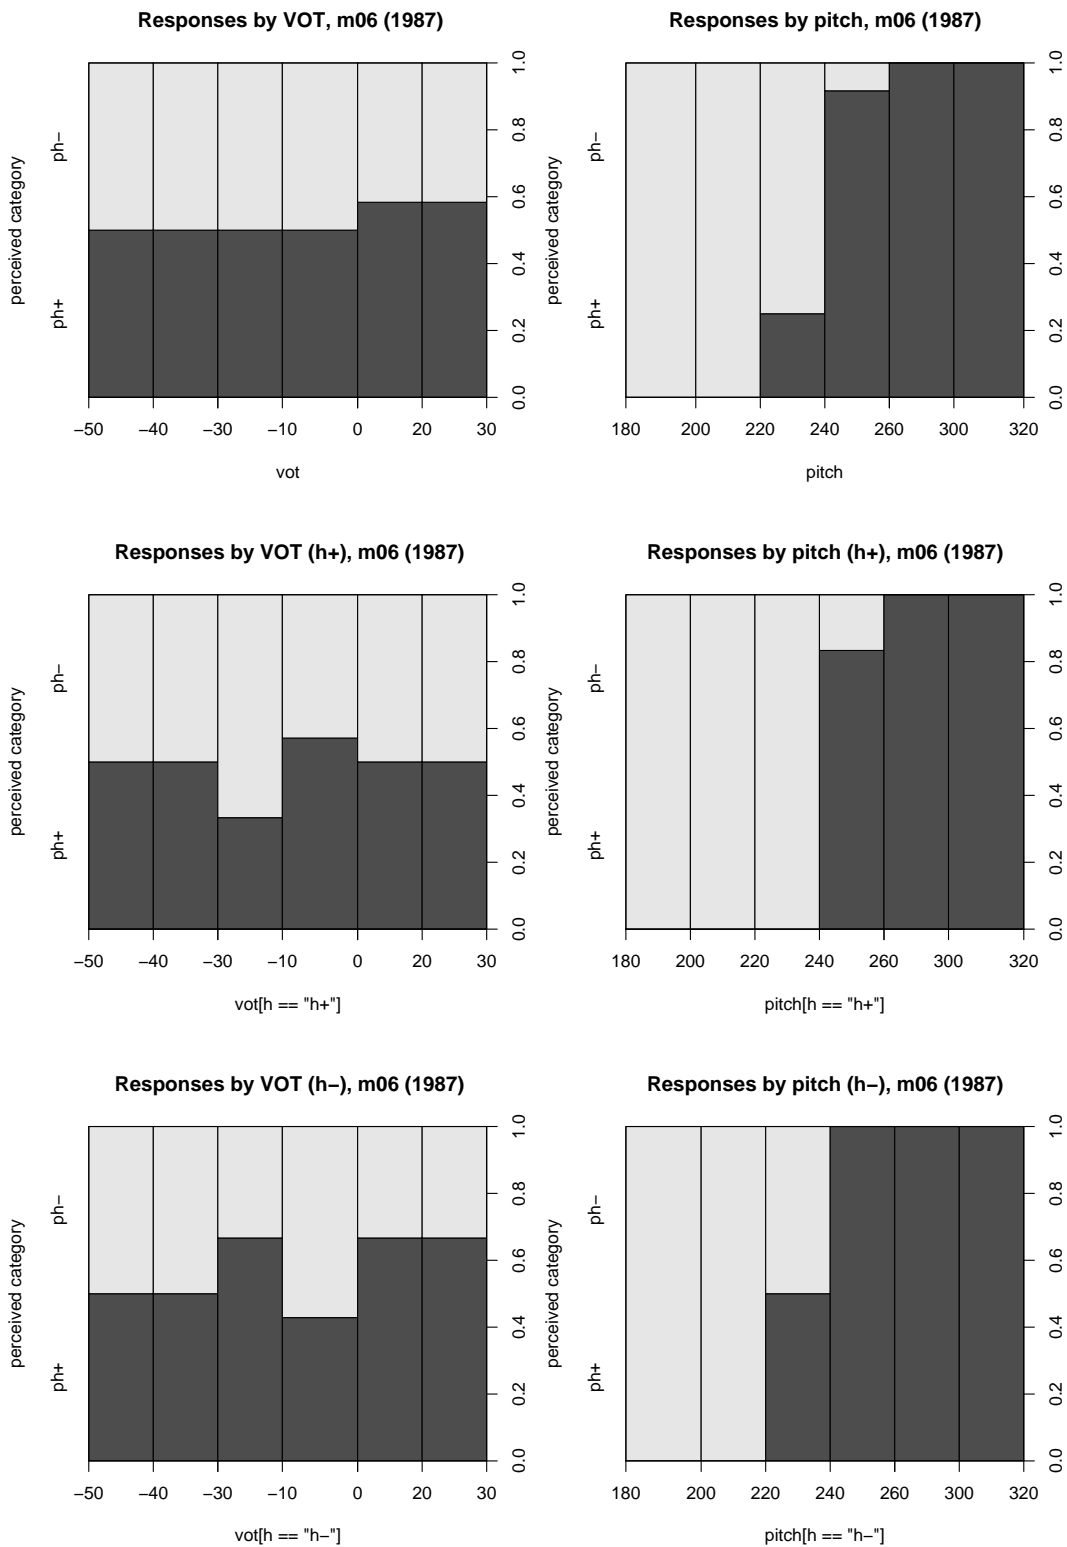 Responses by VOT, m06 (1987)
perceived category
ph− ph+
0.0 0.2 0.4 0.6 0.8 1.0
−50 −40 −30 −10 0 20 30
vot
Responses by pitch, m06 (1987)
perceived category
ph− ph+
0.0 0.2 0.4 0.6 0.8 1.0
180 200 220 240 260 300 320
pitch
Responses by VOT (h+), m06 (1987)
perceived category
ph− ph+
0.0 0.2 0.4 0.6 0.8 1.0
−50 −40 −30 −10 0 20 30
vot[h == "h+"]
Responses by pitch (h+), m06 (1987)
perceived category
ph− ph+
0.0 0.2 0.4 0.6 0.8 1.0
180 200 220 240 260 300 320
pitch[h == "h+"]
Responses by VOT (h−), m06 (1987)
perceived category
ph− ph+
0.0 0.2 0.4 0.6 0.8 1.0
−50 −40 −30 −10 0 20 30
vot[h == "h−"]
Responses by pitch (h−), m06 (1987)
perceived category
ph− ph+
0.0 0.2 0.4 0.6 0.8 1.0
180 200 220 240 260 300 320
pitch[h == "h−"]